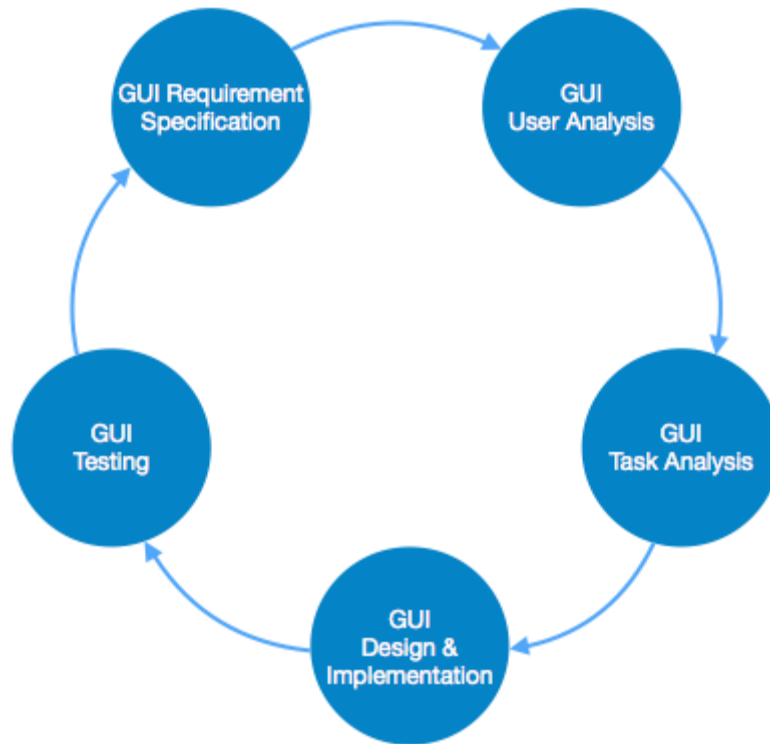 GUI Requirement
Specification
GUI
User Analysis
GUI
Task Analysis
GUI
Design &
Implementation
GUI
Testing